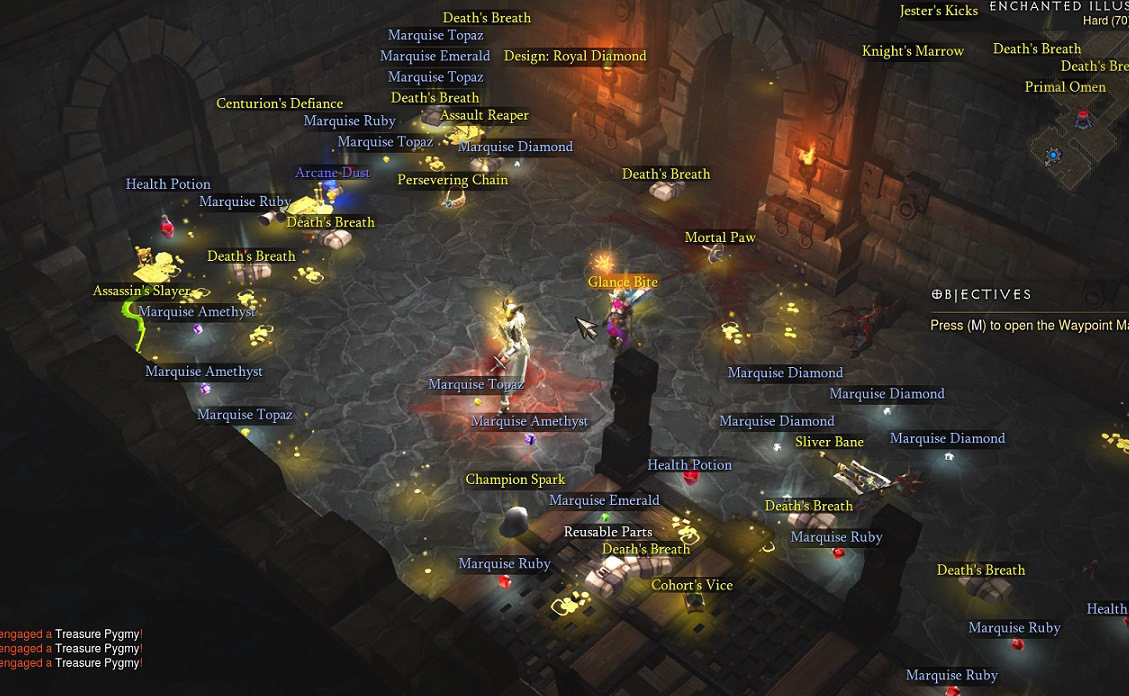 Jester's Kicks
ENCHANTED ILLUS
Death's Breath
Hard (70
Marquise Topaz
Marquise Emerald
Design: Royal Diamond
Knight's Marrow
Death's Breath
Death's Bre
Marquise Topaz
Primal Omen
Death's Breath
Centurion's Defiance
Assault Reaper
Marquise Ruby
Marquise Topaz
Marquise Diamond
Arcane Dust
Death's Breath
Persevering Chain
Health Potion
Marquise Ruby
Death's Breath
Mortal Paw
Death's Breath
Glance Bite
Assassin's Slayer
OBJECTIVES
Marquise Amethyst
Press (M) to open the Waypoint Ma
Marquise Amethyst
Marquise Diamond
Marquise Topaz
Marquise Diamond
Marquise Topaz
Marquise Amethyst
Marquise Diamond
Sliver Bane
Marquise Diamond
Health Potion
Champion Spark
Marquise Emerald
Death's Breath
Reusable Parts
Marquise Ruby
Death's Breath
Marquise Ruby
Death's Breath
Cohort's Vice
Health
Marquise Ruby
engaged a Treasure Pygmy!
engaged a Treasure Pygmy!
engaged a Treasure Pygmy!
Marquise Ruby